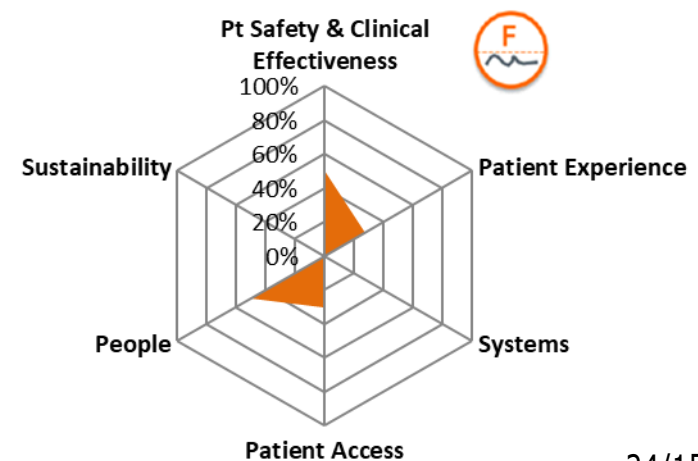 Pt Safety & Clinical
Effectiveness
F
100%
80%
60%
40%
20%
0%
Sustainability
Patient Experience
People
Systems
Patient Access